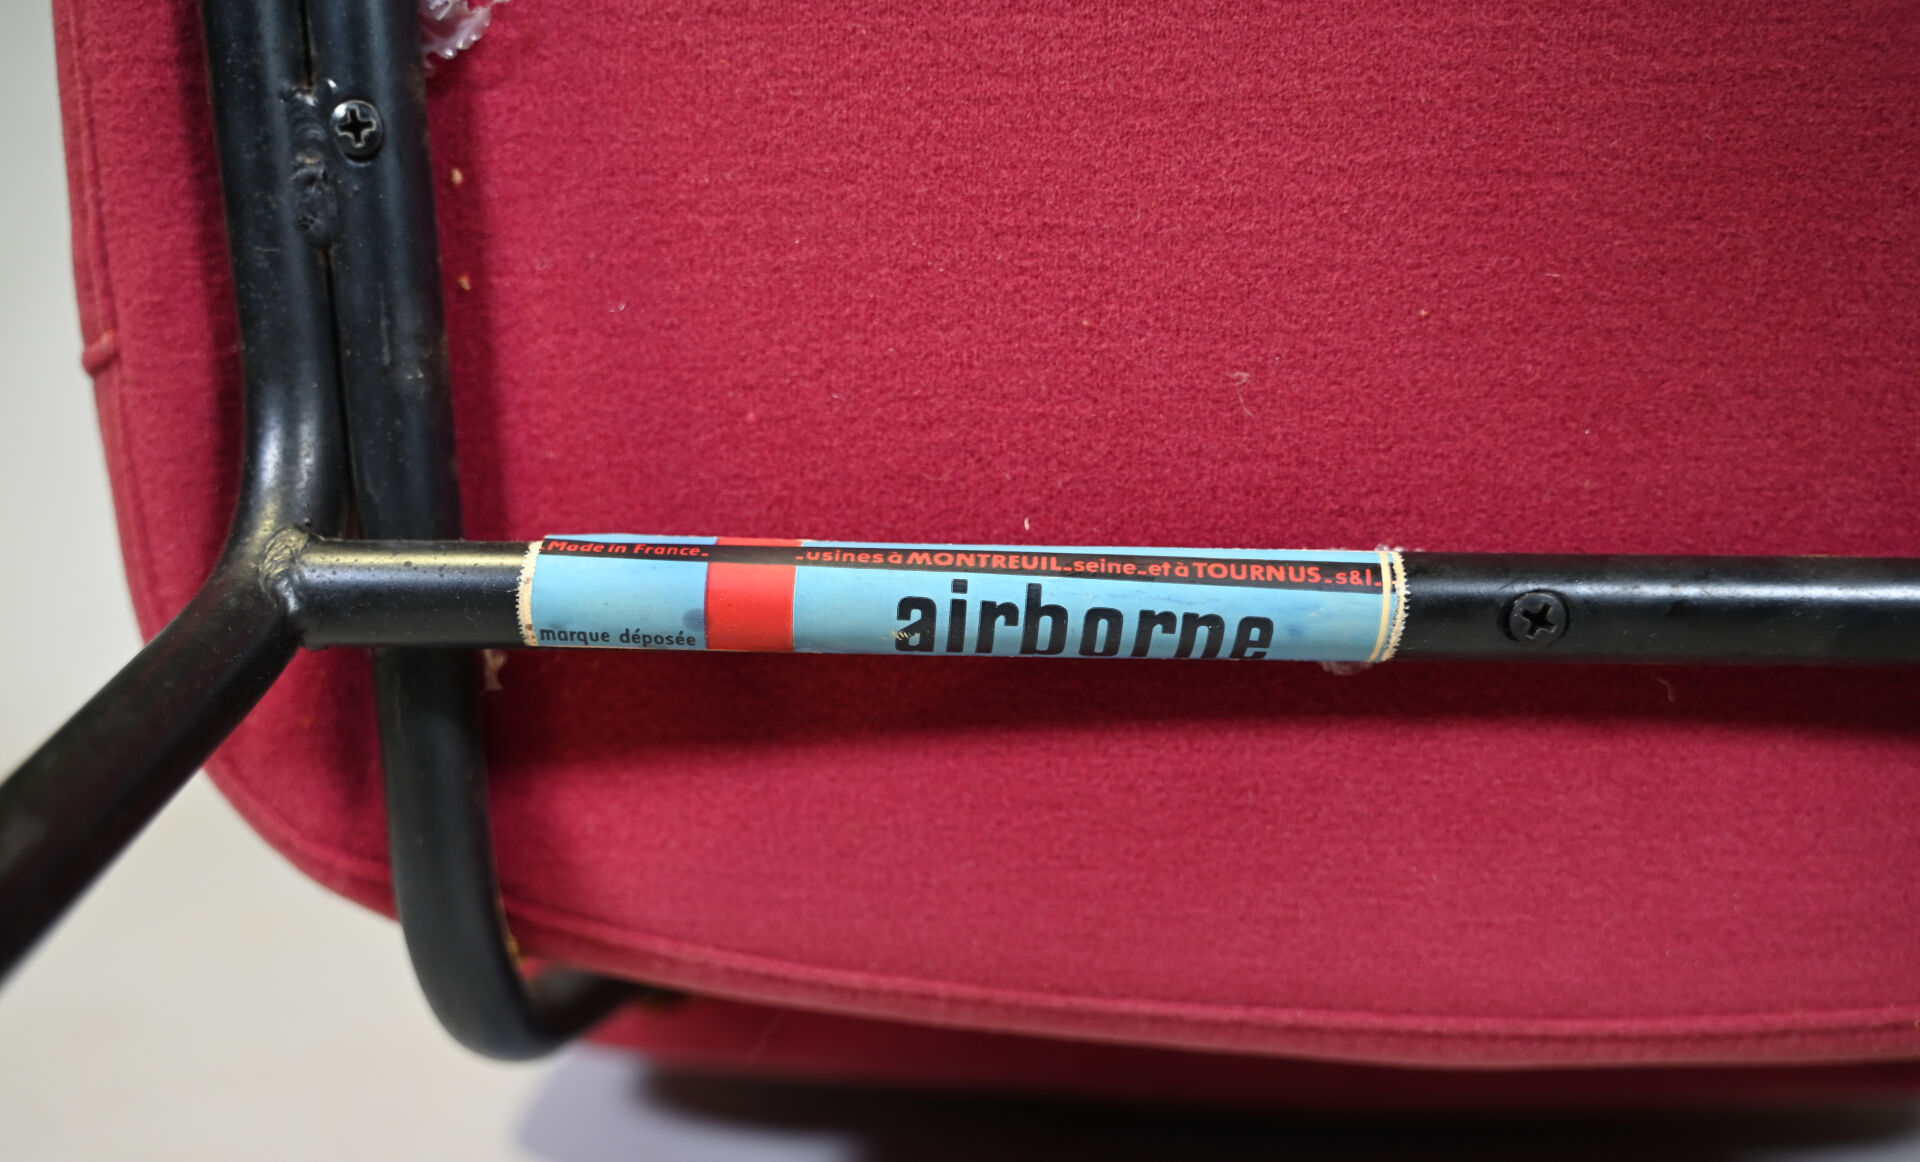 Made in France - - usines à MONTREUIL - seine - et à TOURNUS - s&l -
airborne
marque déposée